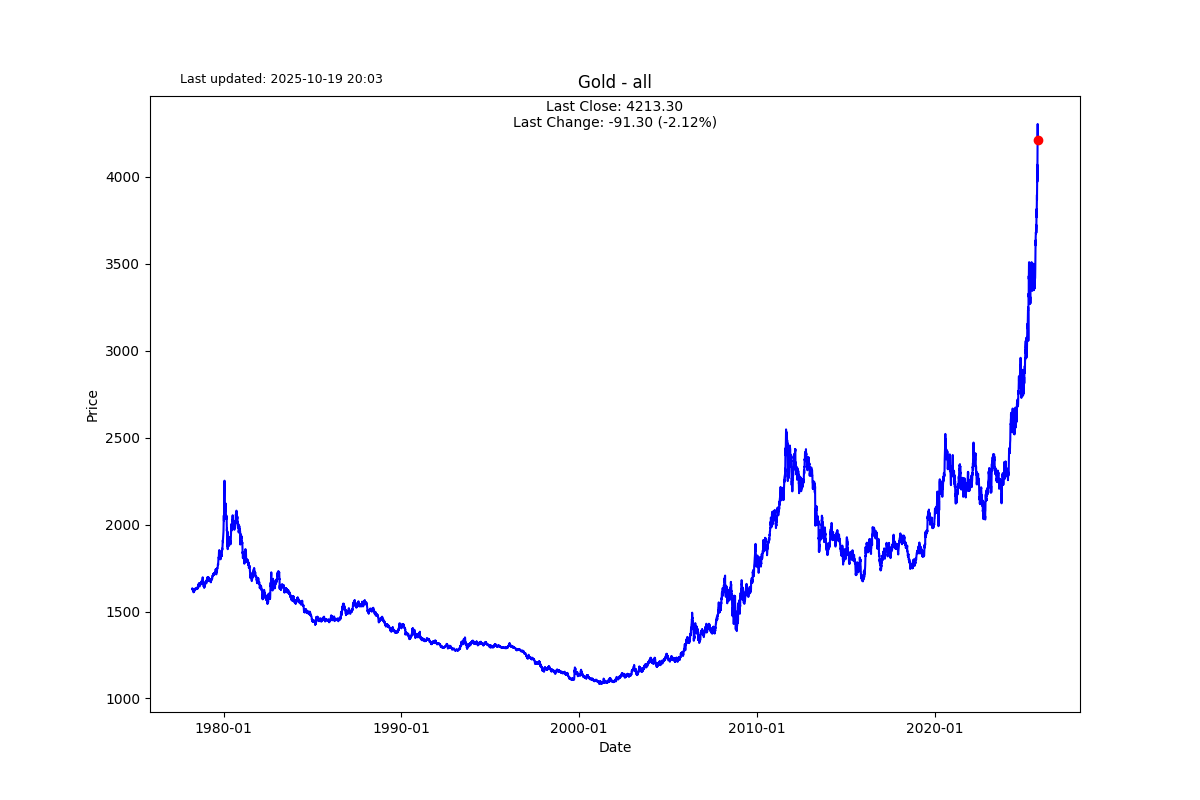 Last updated: 2025-10-19 20:03
Gold - all
Last Close: 4213.30
Last Change: -91.30 (-2.12%)
4000
3500
3000
2500
2000
1500
1000
Price
1980-01
1990-01
2000-01
2010-01
2020-01
Date